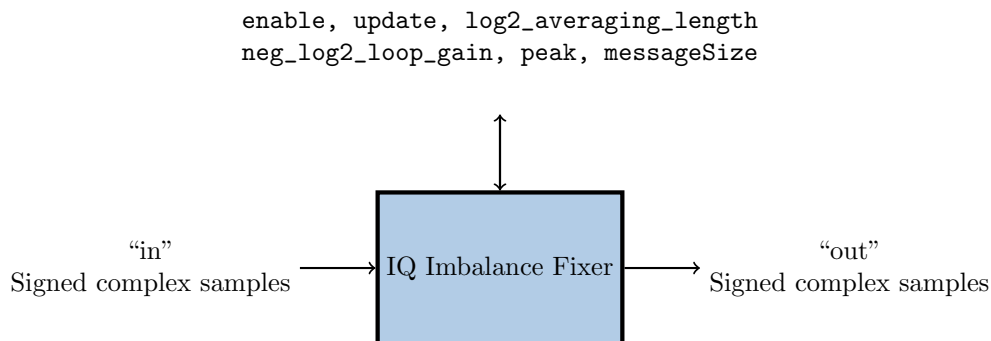 enable, update, log2_averaging_length
neg_log2_loop_gain, peak, messageSize
“in”
Signed complex samples
IQ Imbalance Fixer
“out”
Signed complex samples